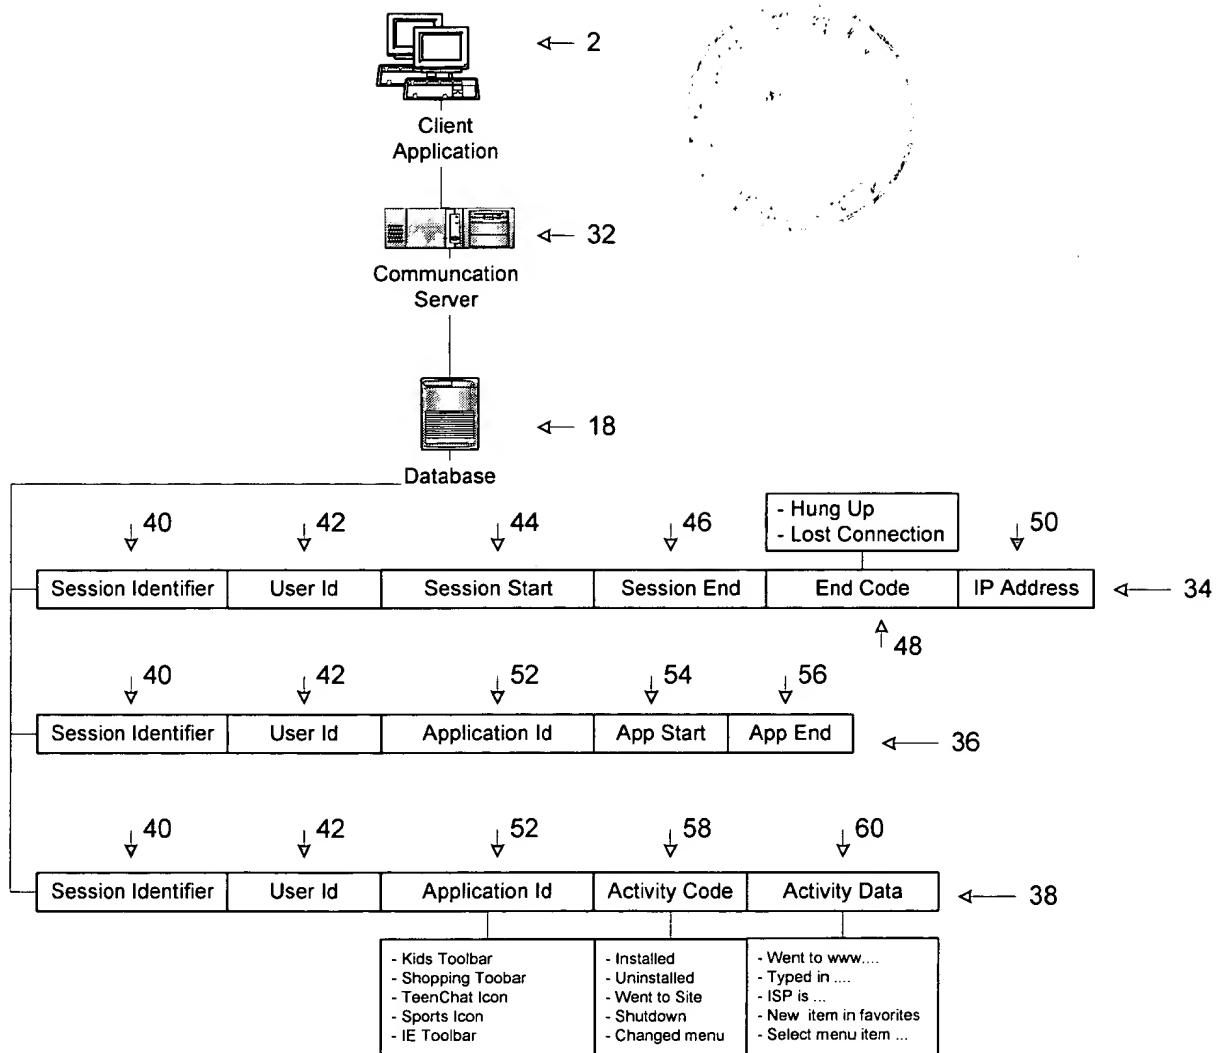 2
Client
Application
32
Communcation
Server
18
Database
- Hung Up
- Lost Connection
40 42 44 46 50
Session Identifier User Id Session Start Session End End Code IP Address
34
48
40 42 52 54 56
Session Identifier User Id Application Id App Start App End
36
40 42 52 58 60
Session Identifier User Id Application Id Activity Code Activity Data
38
- Kids Toolbar
- Shopping Toobar
- TeenChat Icon
- Sports Icon
- IE Toolbar
- Installed
- Uninstalled
- Went to Site
- Shutdown
- Changed menu
- Went to www....
- Typed in ....
- ISP is ...
- New item in favorites
- Select menu item ...